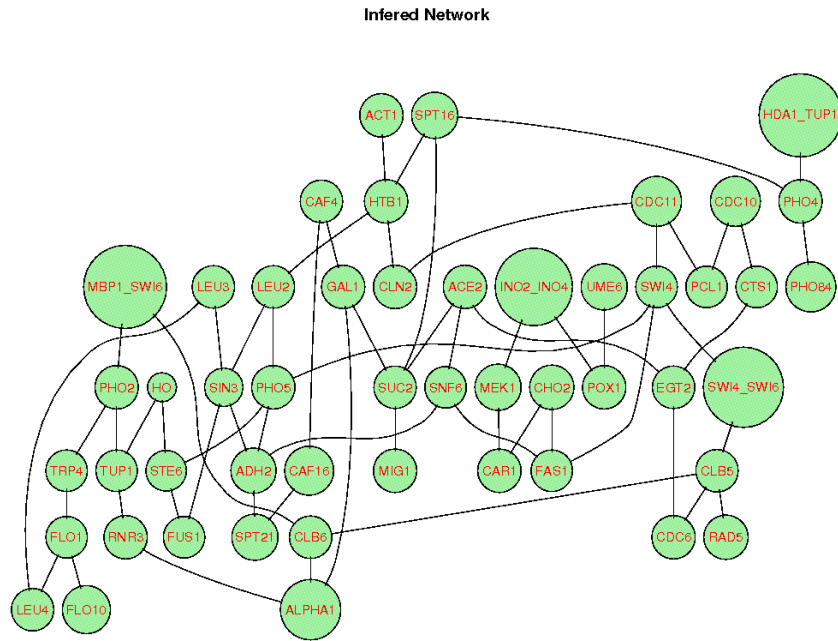 Infered Network
ACT1 SPT16 HDA1_TUP1
CAF4 HTB1 CDC11 CDC10 PHO4
MBP1_SWI6 LEU3 LEU2 GAL1 CLN2 ACE2 INO2_INO4 UME6 SWI4 PCL1 CTS1 PHO84
PHO2 HO SIN3 PHO5 SUC2 SNF6 MEK1 CHO2 POX1 EGT2 SWI4_SWI6
TRP4 TUP1 STE6 ADH2 CAF16 MIG1 CAR1 FAS1 CLB5
FLO1 RNR3 FUS1 SPT21 CLB6 CDC6 RAD5
LEU4 FLO10 ALPHA1